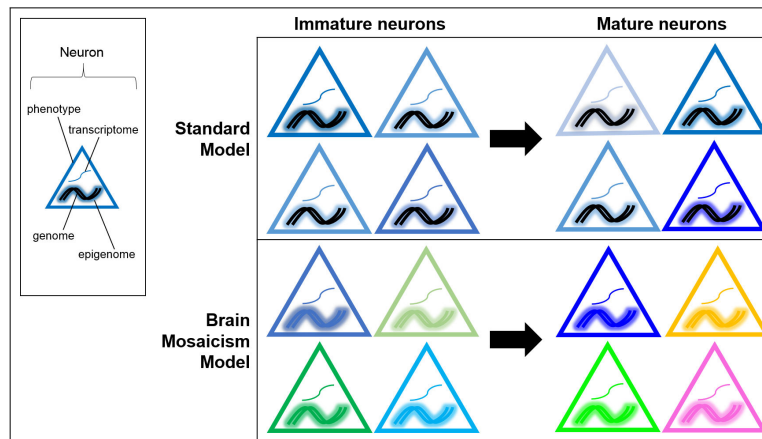 Immature neurons
Mature neurons
Neuron
phenotype
transcriptome
genome
epigenome
Standard
Model
Brain
Mosaicism
Model